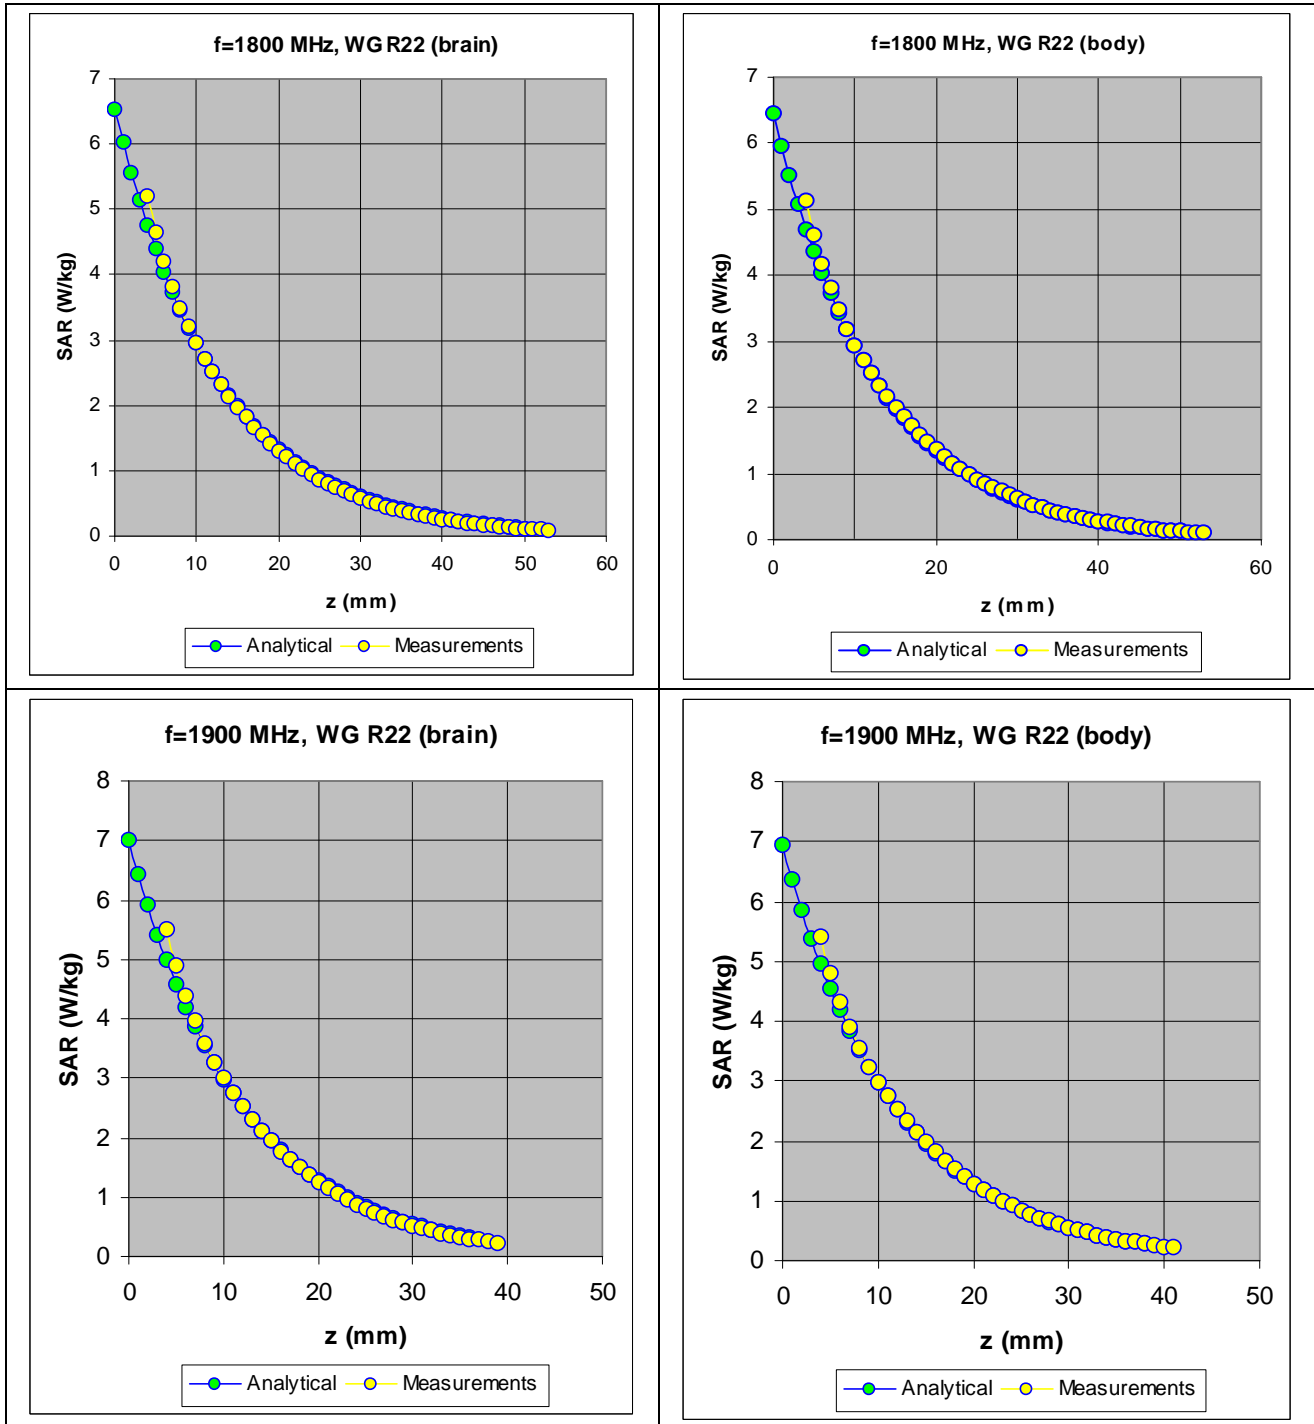 f=1800 MHz, WG R22 (brain)
7
6
5
4
3
2
1
0
SAR (W/kg)
0 10 20 30 40 50 60
z (mm)
Analytical Measurements
f=1800 MHz, WG R22 (body)
7
6
5
4
3
2
1
0
SAR (W/kg)
0 20 40 60
z (mm)
Analytical Measurements
f=1900 MHz, WG R22 (brain)
8
7
6
5
4
3
2
1
0
SAR (W/kg)
0 10 20 30 40 50
z (mm)
Analytical Measurements
f=1900 MHz, WG R22 (body)
8
7
6
5
4
3
2
1
0
SAR (W/kg)
0 10 20 30 40 50
z (mm)
Analytical Measurements